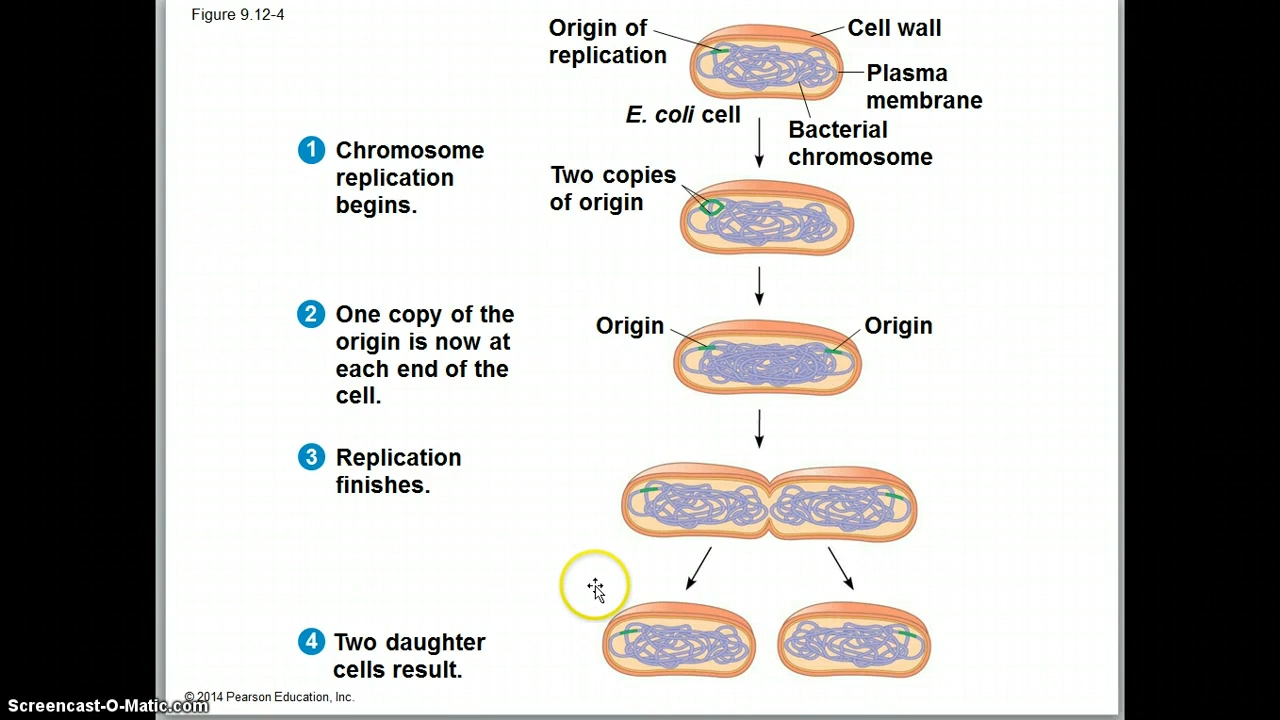 Figure 9.12-4
Origin of
replication
Cell wall
Plasma
membrane
E. coli cell
Bacterial
chromosome
1 Chromosome
replication
begins.
Two copies
of origin
2 One copy of the
origin is now at
each end of the
cell.
Origin
Origin
3 Replication
finishes.
4 Two daughter
cells result.
© 2014 Pearson Education, Inc.
Screencast-O-Matic.com